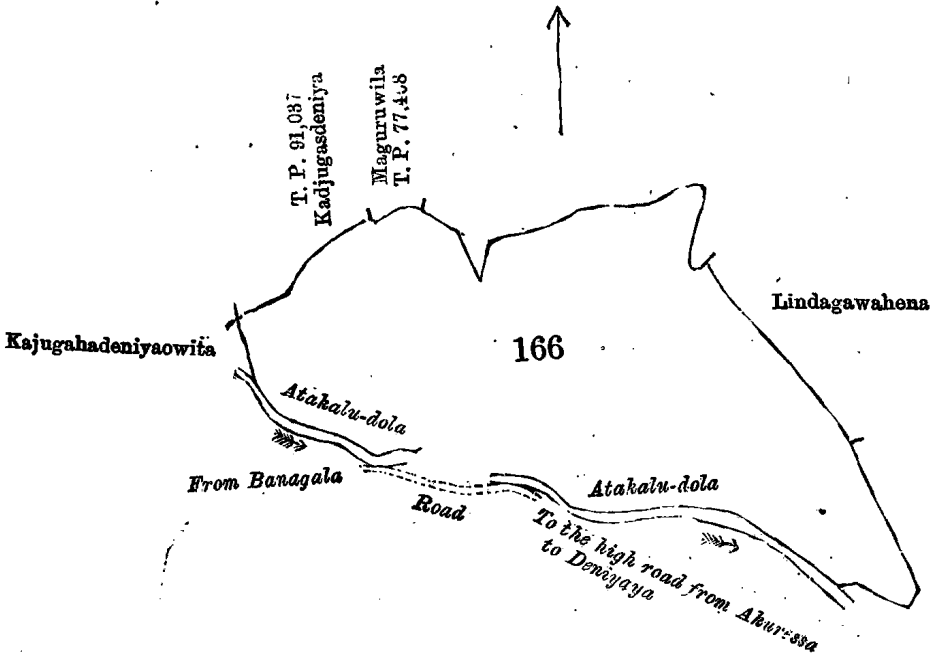 T. P. 91,037
Kadjugasdeniya
Maguruwila
T. P. 77,408
Lindagawahena
Kajugahadeniyaowita
166
Atakalu-dola
From Banagala
Road
Atakalu-dola
To the high road from Akuressa
to Deniyaya